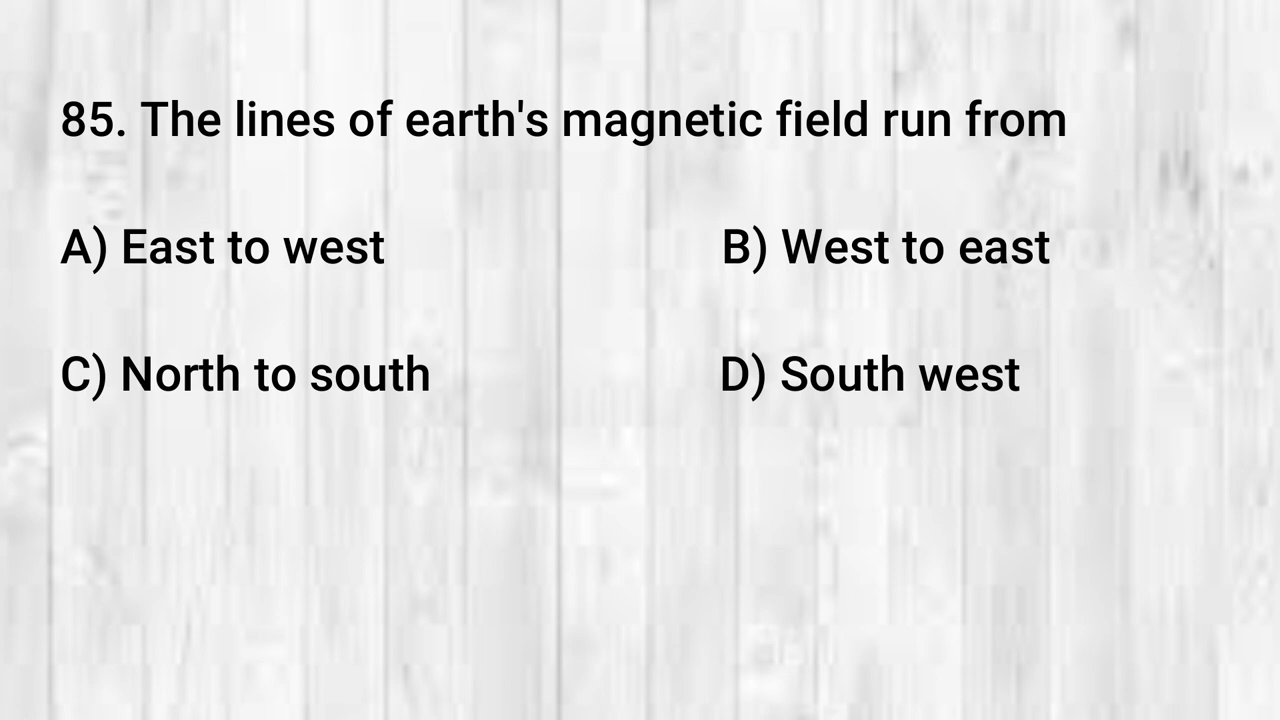 85. The lines of earth's magnetic field run from
A) East to west B) West to east
C) North to south D) South west